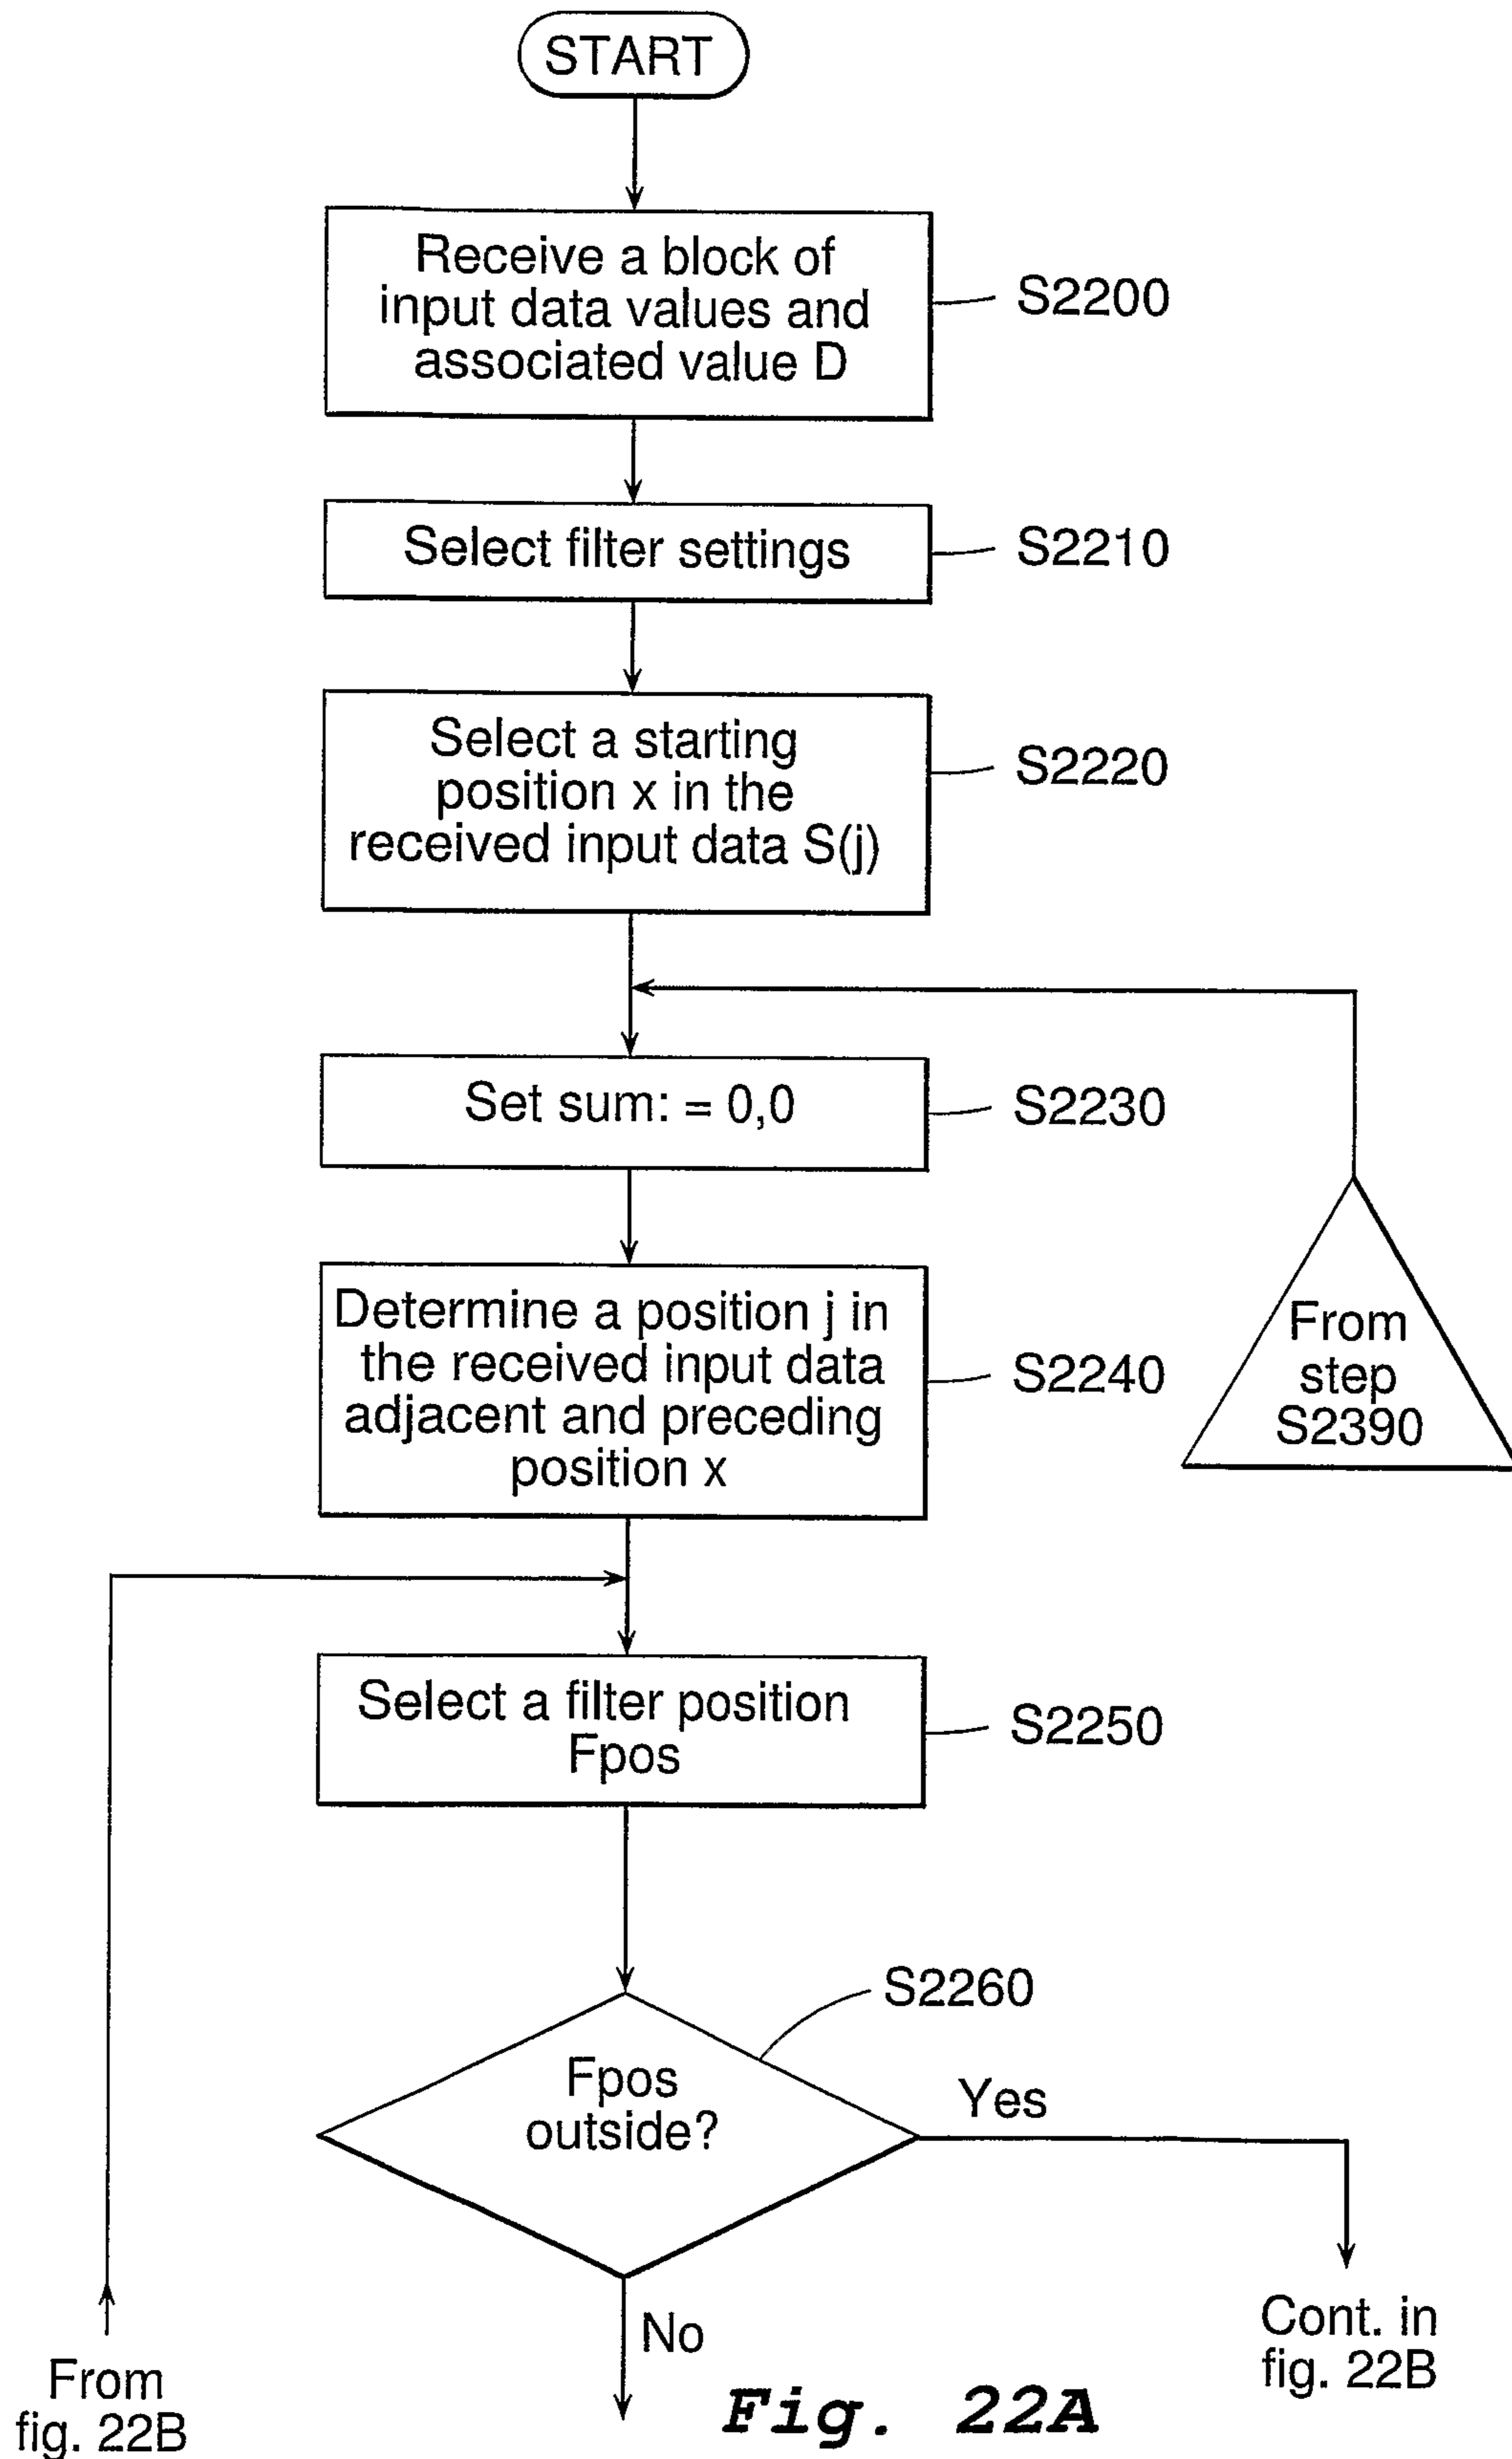 START
Receive a block of
input data values and
associated value D
S2200
Select filter settings
S2210
Select a starting
position x in the
received input data S(j)
S2220
Set sum: = 0,0
S2230
Determine a position j in
the received input data
adjacent and preceding
position x
S2240
From
step
S2390
Select a filter position
Fpos
S2250
Fpos
outside?
S2260
Yes
No
Cont. in
fig. 22B
From
fig. 22B
Fig. 22A